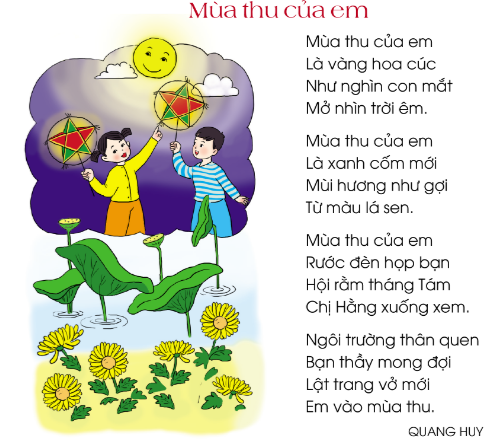 Mùa thu của em
Mùa thu của em
Là vàng hoa cúc
Như nghìn con mắt
Mở nhìn trời êm.
Mùa thu của em
Là xanh cốm mới
Mùi hương như gợi
Từ màu lá sen.
Mùa thu của em
Rước đèn họp bạn
Hội rằm tháng Tám
Chị Hằng xuống xem.
Ngôi trường thân quen
Bạn thầy mong đợi
Lật trang vở mới
Em vào mùa thu.
QUANG HUY